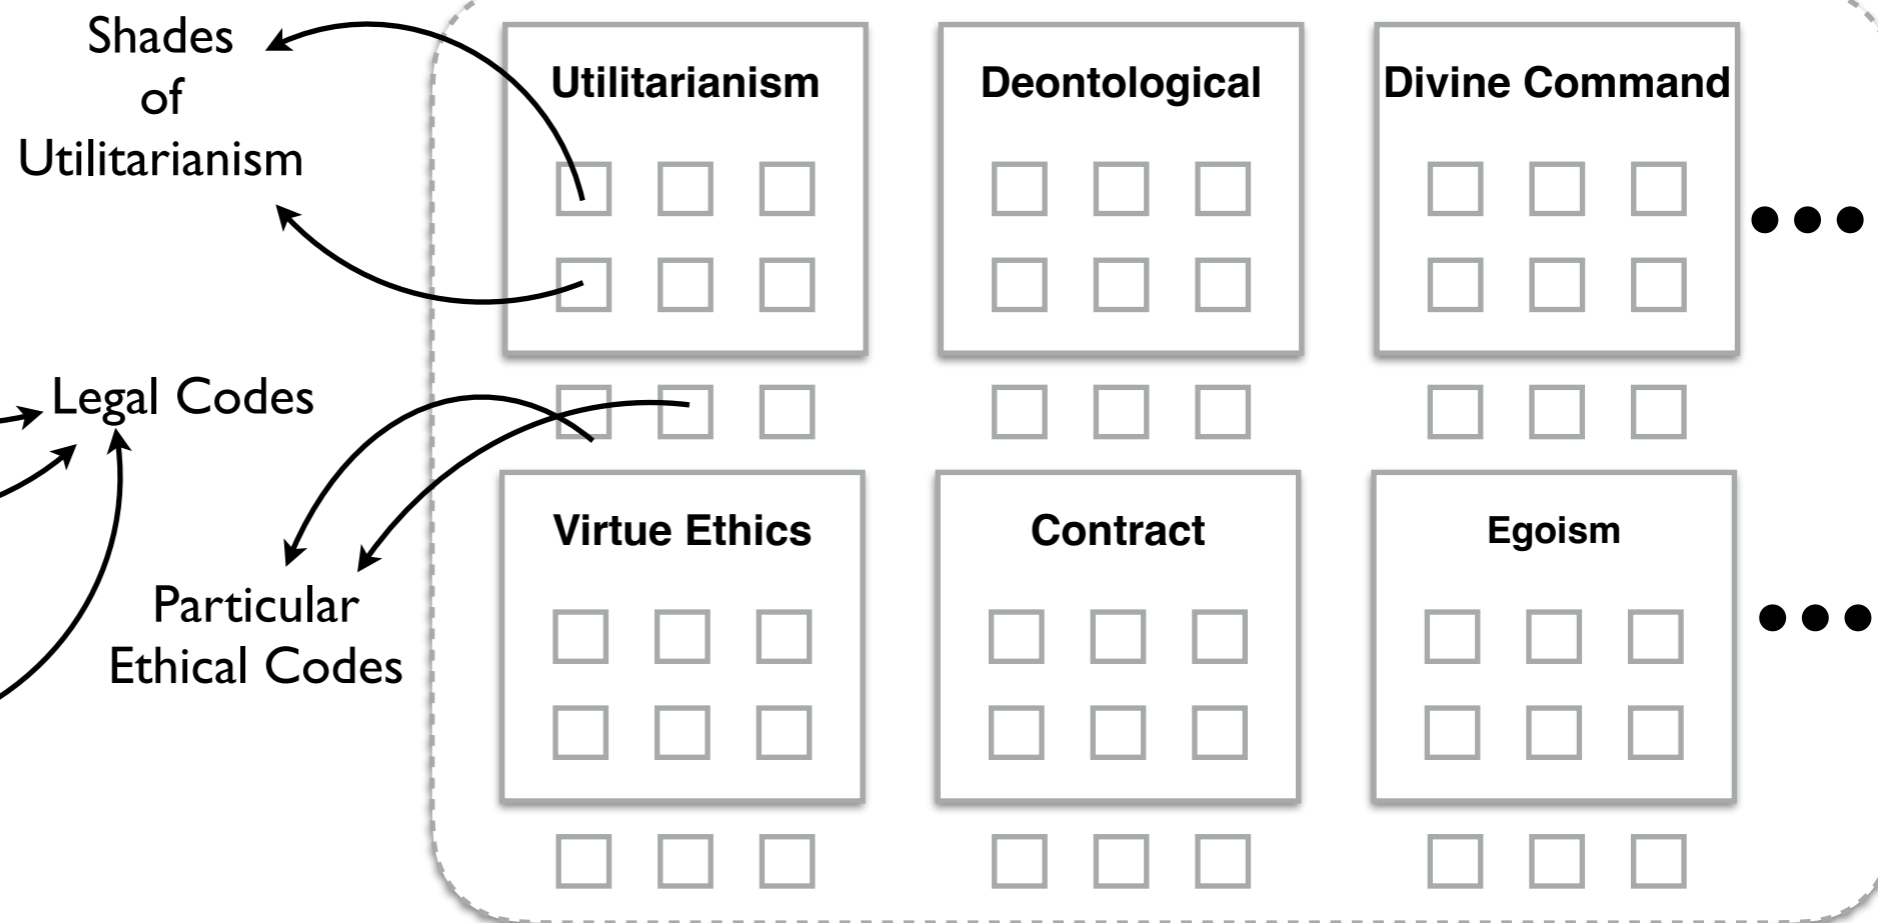 Shades
of
Utilitarianism
Utilitarianism
Deontological
Divine Command
Legal Codes
Particular
Ethical Codes
Virtue Ethics
Contract
Egoism